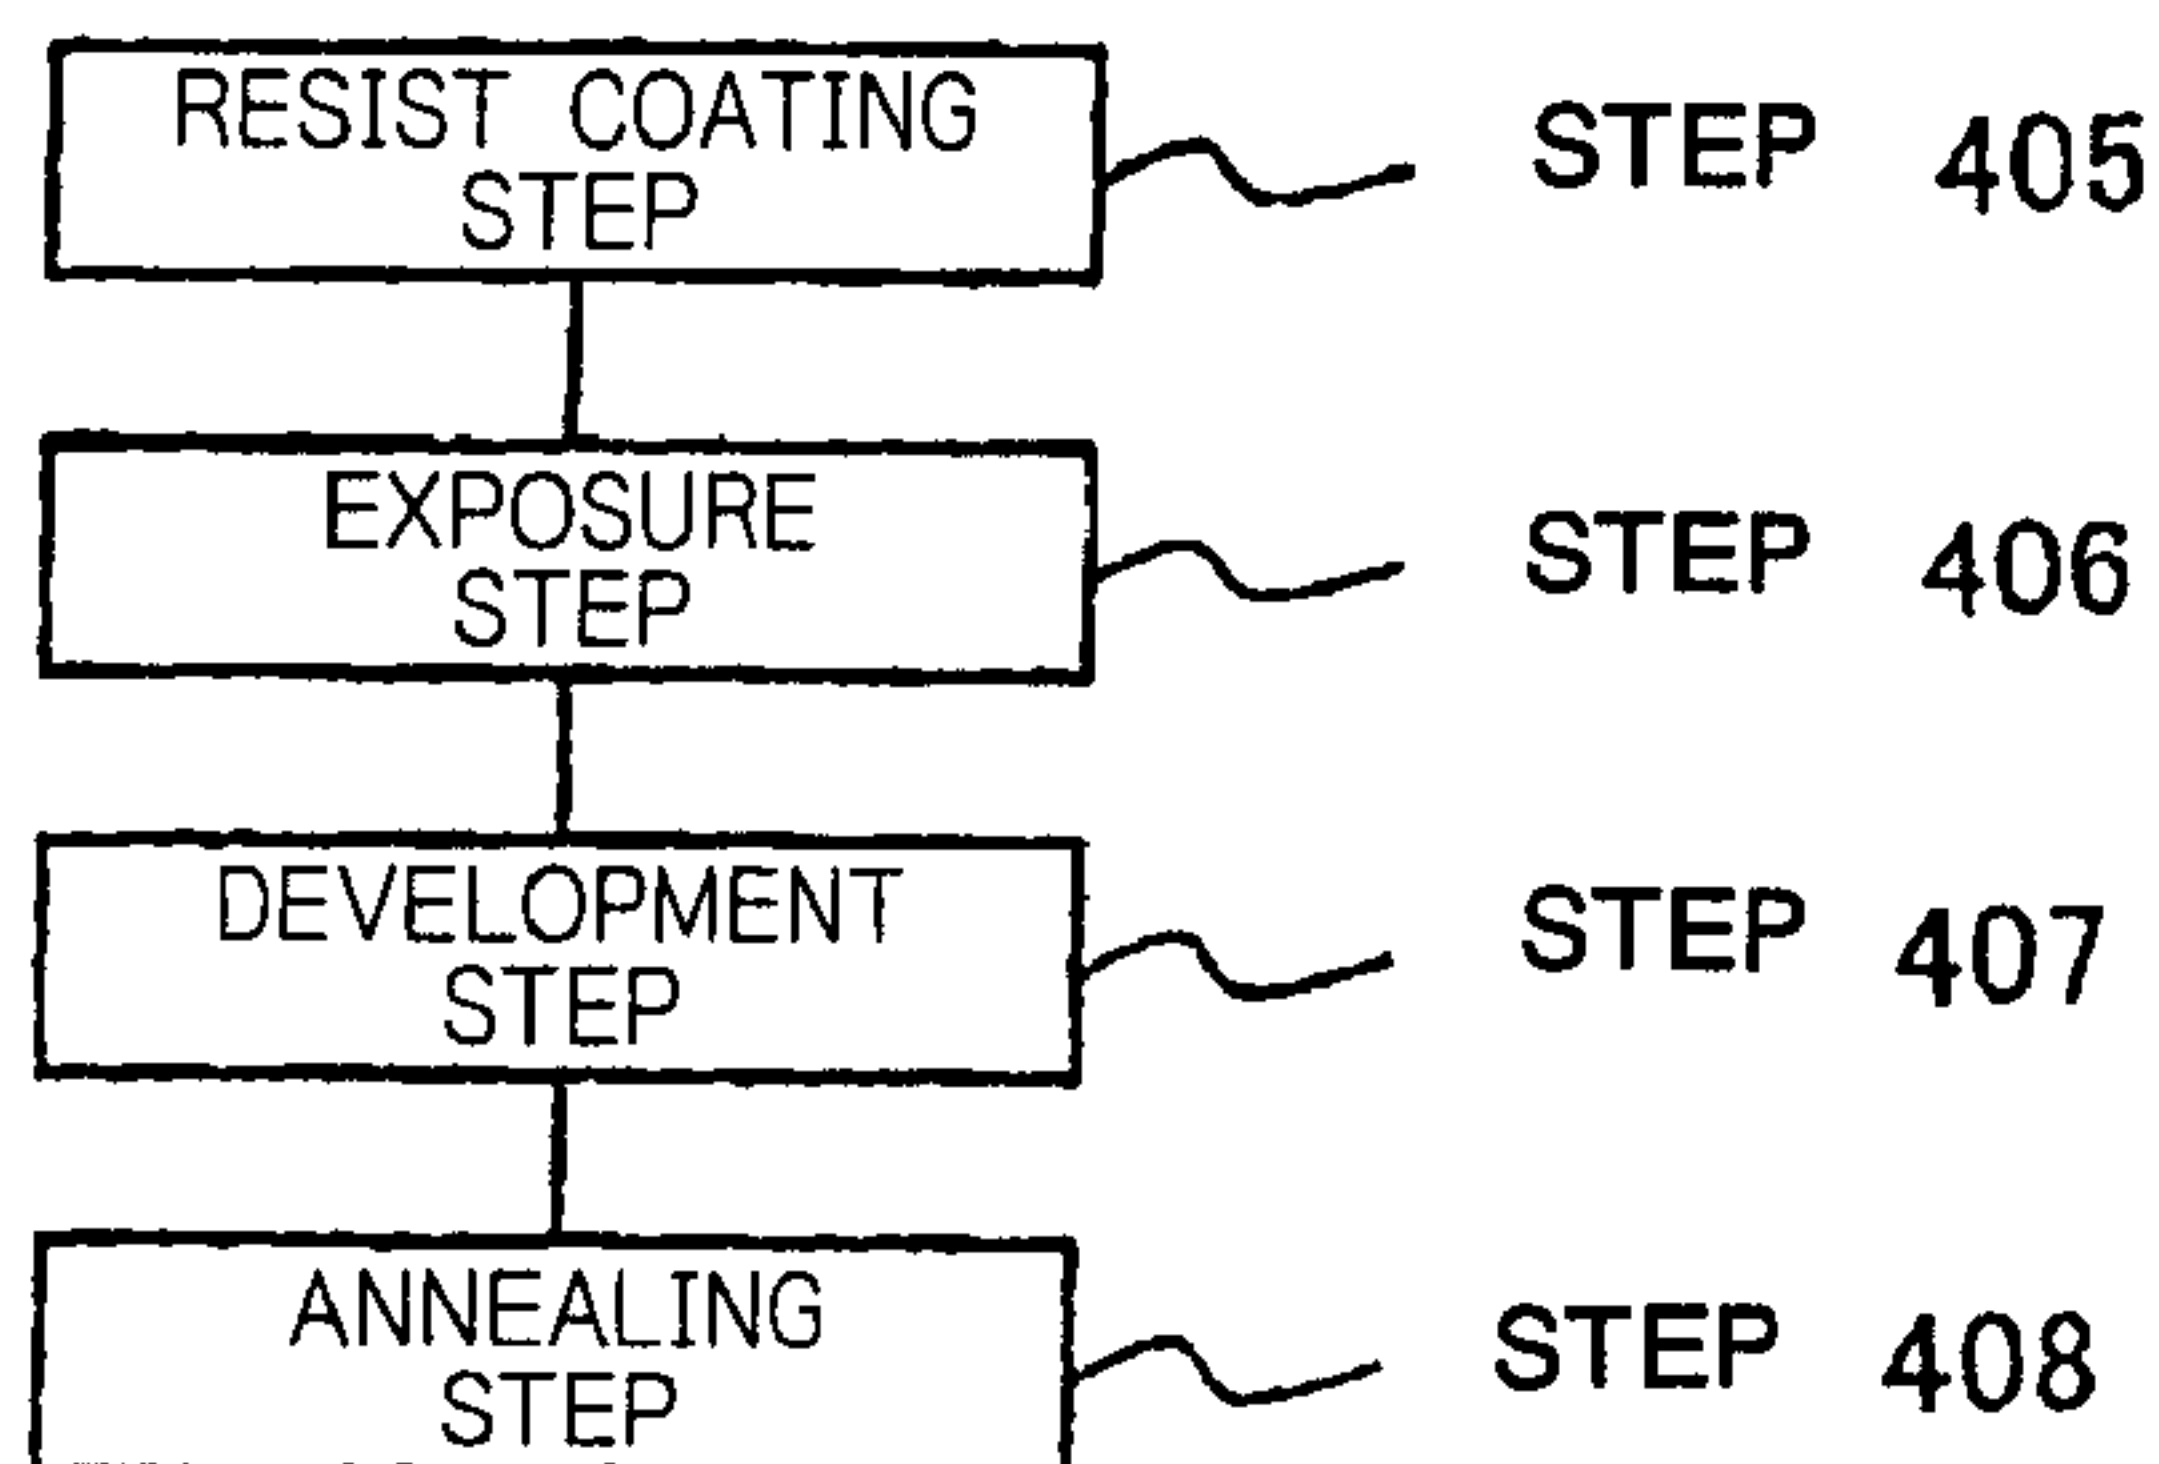 RESIST COATING
STEP
STEP 405
EXPOSURE
STEP
STEP 406
DEVELOPMENT
STEP
STEP 407
ANNEALING
STEP
STEP 408